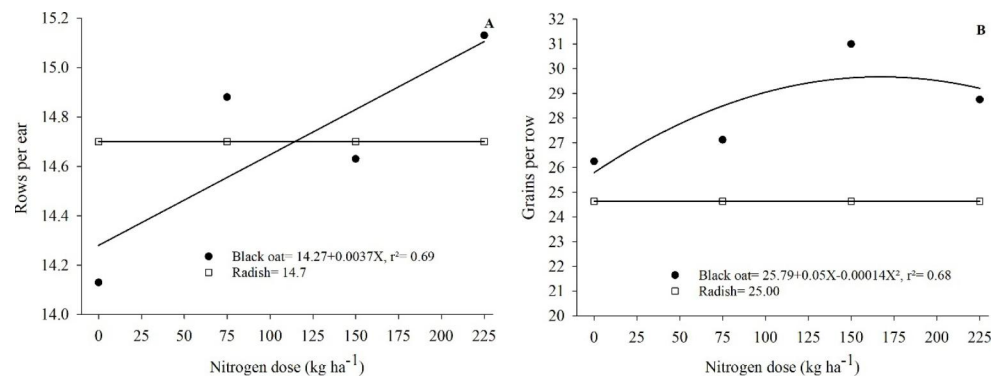 A
15.2
15.0
14.8
14.6
14.4
14.2
14.0
Rows per ear
Black oat= 14.27+0.0037X, r²= 0.69
Radish= 14.7
0 25 50 75 100 125 150 175 200 225
Nitrogen dose (kg ha⁻¹)
B
32
31
30
29
28
27
26
25
24
23
22
21
20
Grains per row
Black oat= 25.79+0.05X-0.00014X², r²= 0.68
Radish= 25.00
0 25 50 75 100 125 150 175 200 225
Nitrogen dose (kg ha⁻¹)